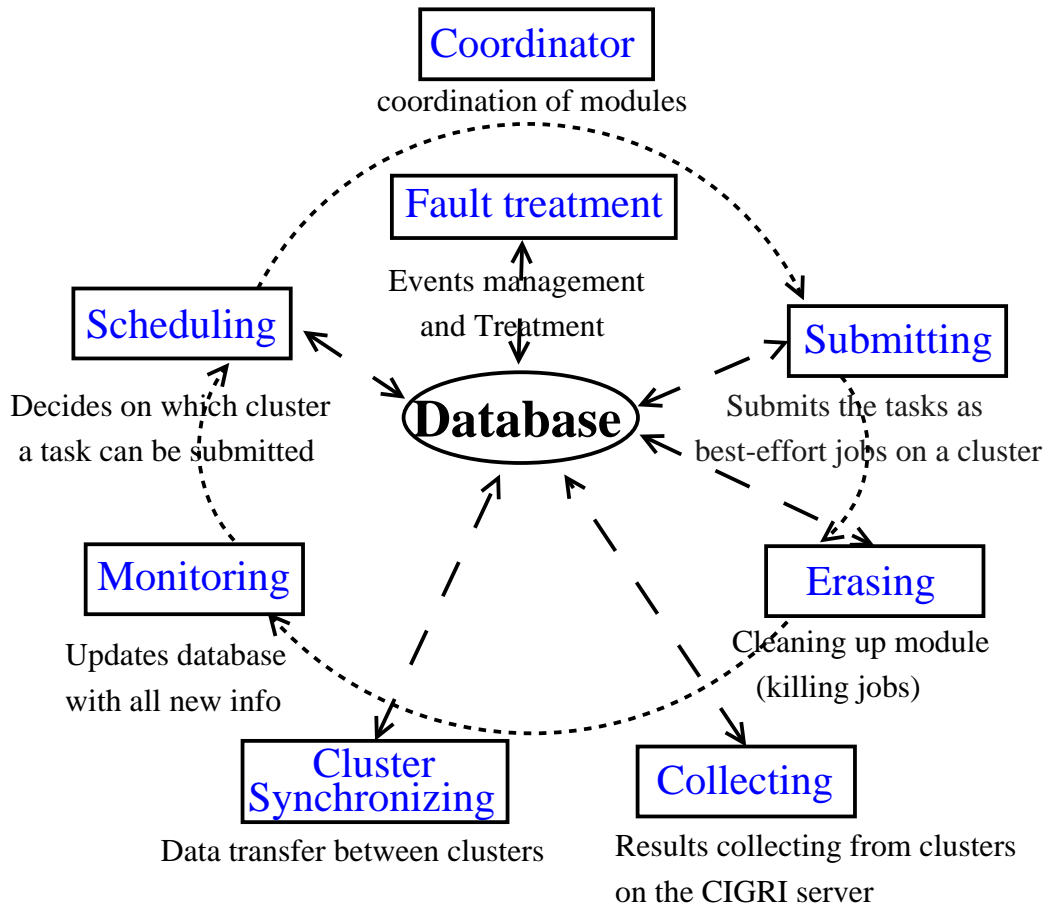 Coordinator
coordination of modules
Fault treatment
Events management
and Treatment
Scheduling
Decides on which cluster
a task can be submitted
Submitting
Submits the tasks as
best-effort jobs on a cluster
Database
Monitoring
Updates database
with all new info
Erasing
Cleaning up module
(killing jobs)
Cluster
Synchronizing
Data transfer between clusters
Collecting
Results collecting from clusters
on the CIGRI server